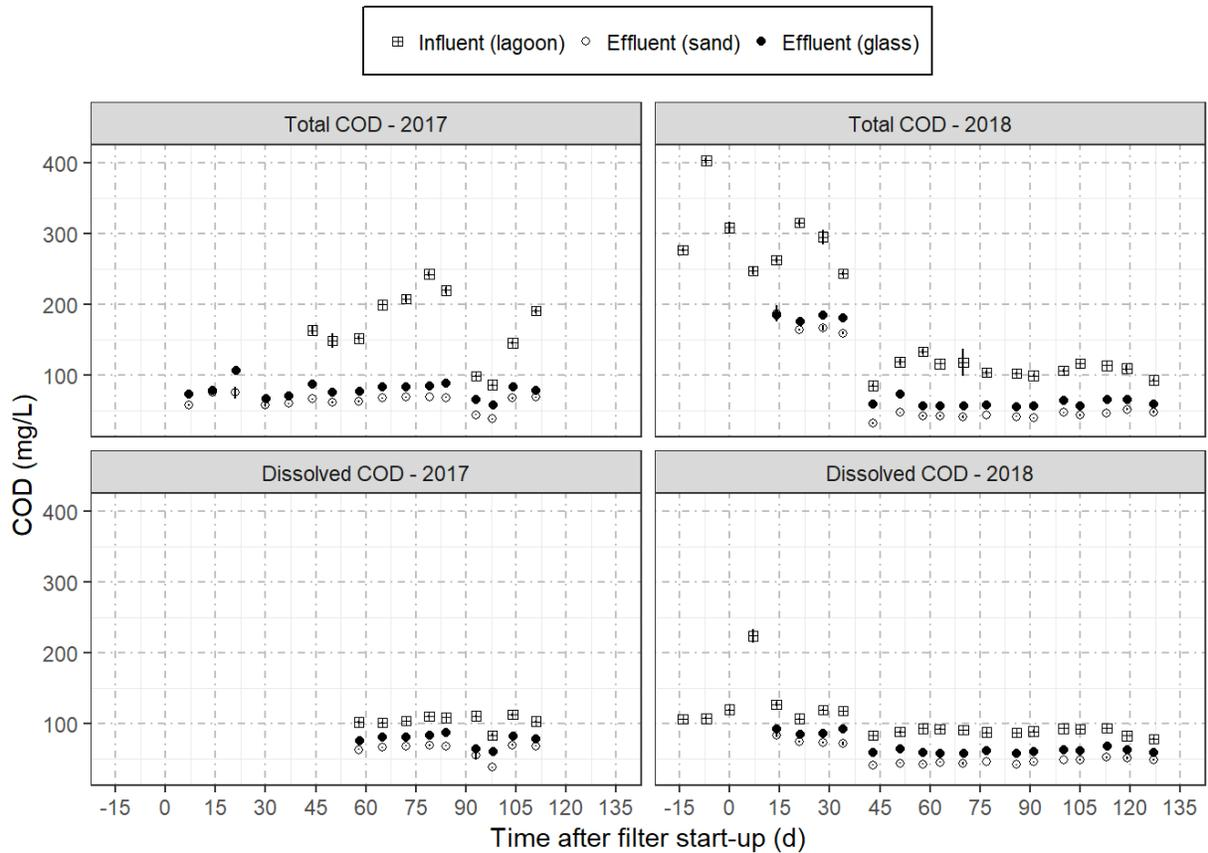 Influent (lagoon) Effluent (sand) Effluent (glass)
Total COD - 2017
Total COD - 2018
400
300
200
100
Dissolved COD - 2017
Dissolved COD - 2018
400
300
200
100
COD (mg/L)
-15 0 15 30 45 60 75 90 105 120 135
-15 0 15 30 45 60 75 90 105 120 135
Time after filter start-up (d)